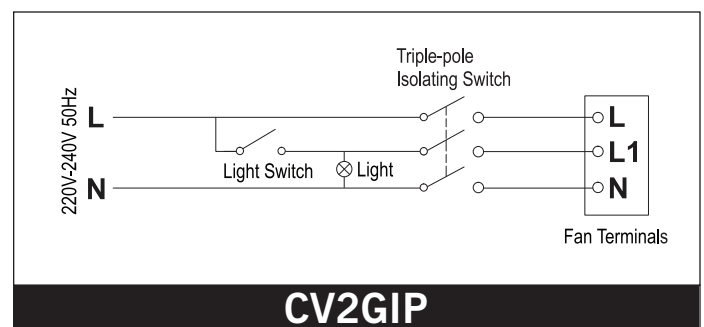 Triple-pole
Isolating Switch
220V-240V 50Hz
L
L
Light Switch
Light
L1
N
N
Fan Terminals
CV2GIP